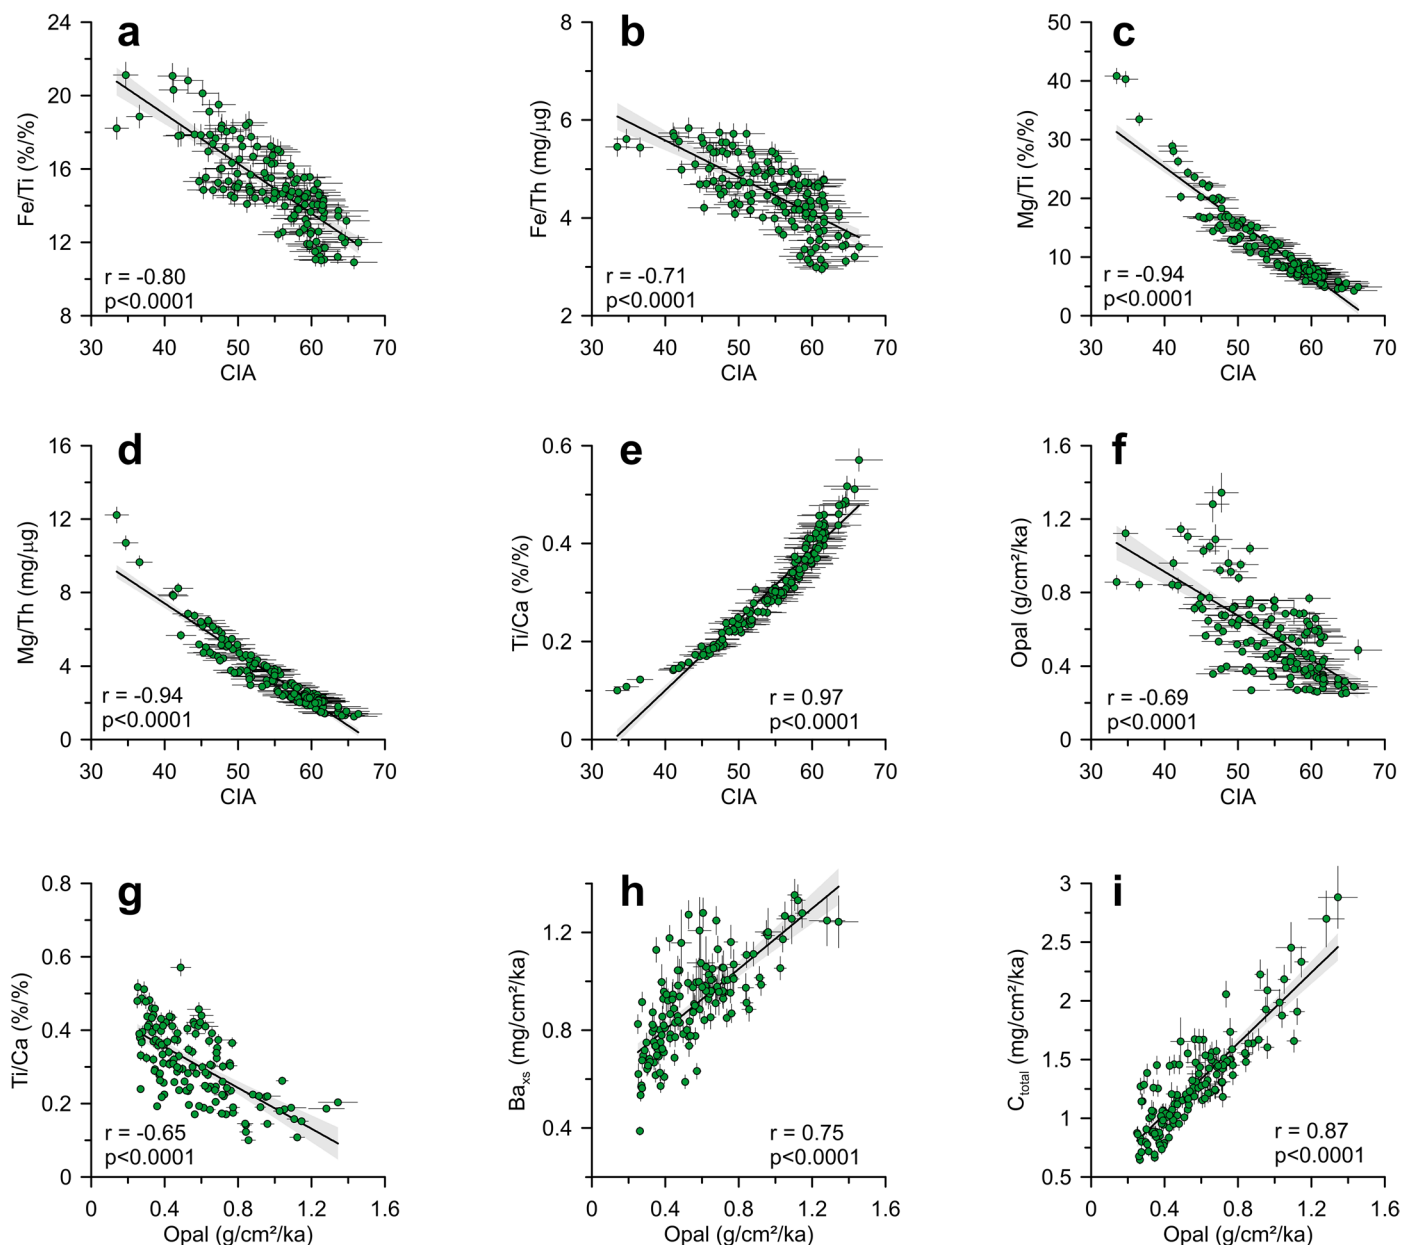 a
24
20
16
12
8
Fe/Ti (%/%)
r = -0.80
p<0.0001
30 40 50 60 70
CIA
b
8
6
4
2
Fe/Th (mg/µg)
r = -0.71
p<0.0001
30 40 50 60 70
CIA
c
50
40
30
20
10
0
Mg/Ti (%/%)
r = -0.94
p<0.0001
30 40 50 60 70
CIA
d
16
12
8
4
0
Mg/Th (mg/µg)
r = -0.94
p<0.0001
30 40 50 60 70
CIA
e
0.6
0.4
0.2
0
Ti/Ca (%/%)
r = 0.97
p<0.0001
30 40 50 60 70
CIA
f
1.6
1.2
0.8
0.4
0
Opal (g/cm²/ka)
r = -0.69
p<0.0001
30 40 50 60 70
CIA
g
0.8
0.6
0.4
0.2
0
Ti/Ca (%/%)
r = -0.65
p<0.0001
0 0.4 0.8 1.2 1.6
Opal (g/cm²/ka)
h
1.2
0.8
0.4
Baxs (mg/cm²/ka)
r = 0.75
p<0.0001
0 0.4 0.8 1.2 1.6
Opal (g/cm²/ka)
i
3
2.5
2
1.5
1
0.5
Ctotal (mg/cm²/ka)
r = 0.87
p<0.0001
0 0.4 0.8 1.2 1.6
Opal (g/cm²/ka)